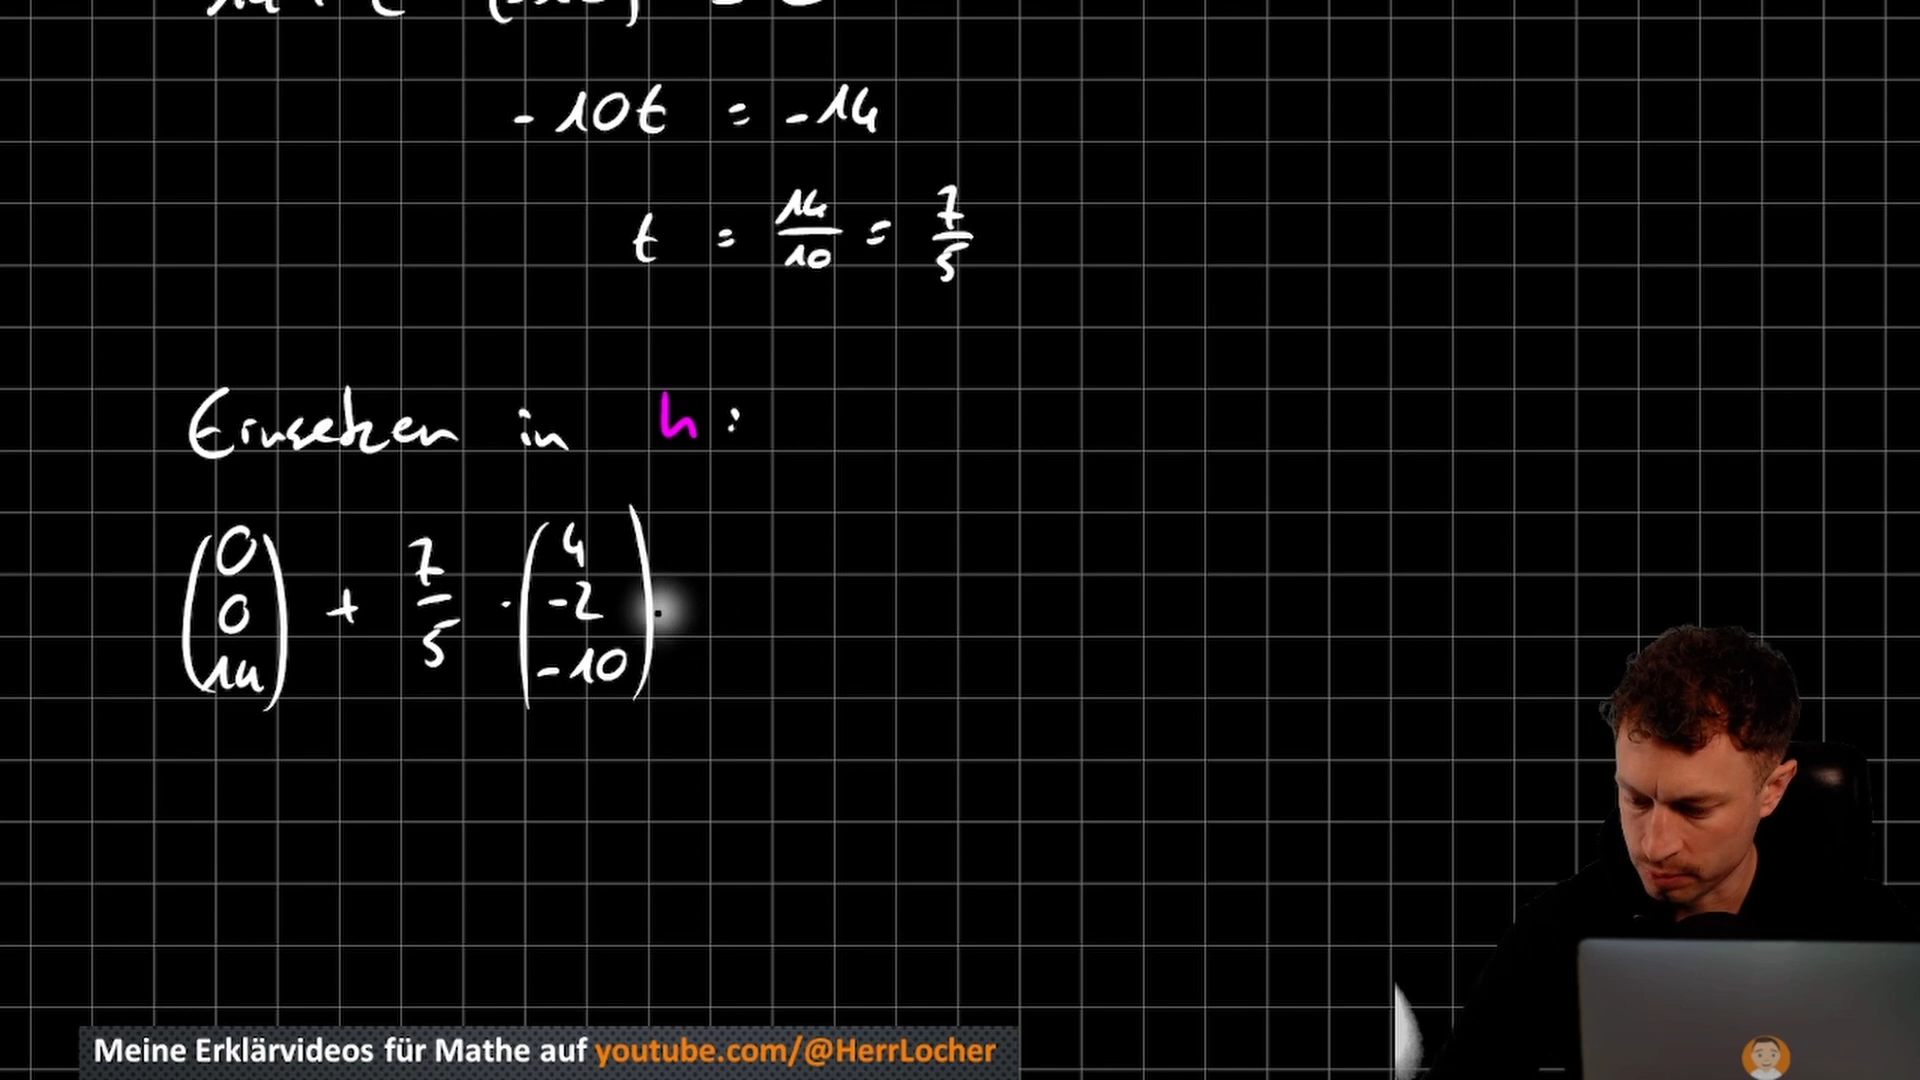 -10t = -14
t = 14/10 = 7/5
Einsetzen in h:
(0 0 14) + 7/5 · (4 -2 -10)
Meine Erklärvideos für Mathe auf youtube.com/@HerrLocher